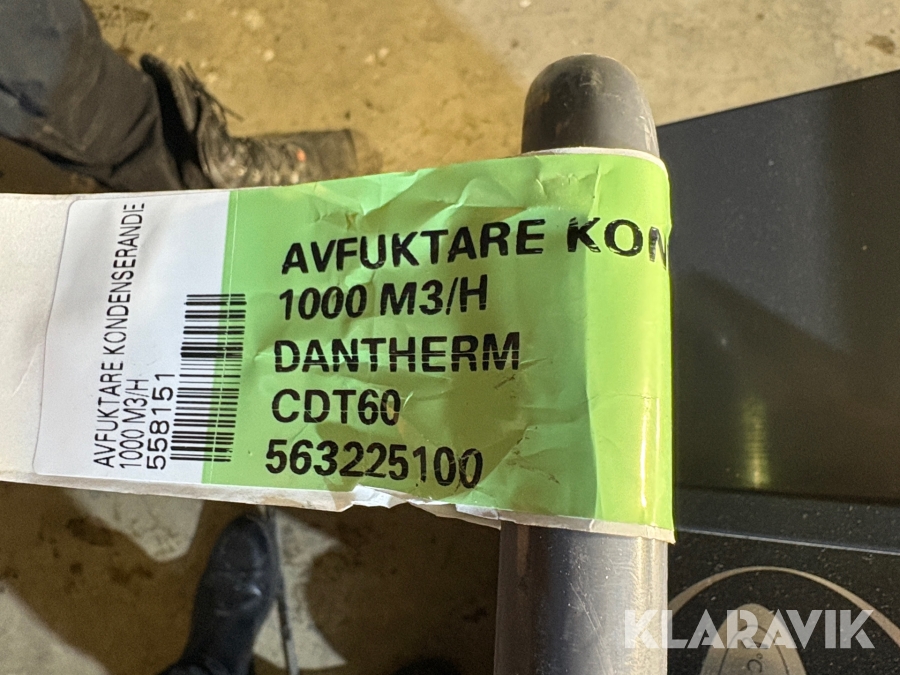 AVFUKTARE KONDENSERANDE
1000 M3/H
558151
AVFUKTARE KON
1000 M3/H
DANTHERM
CDT60
563225100
KLARAVIK
°C